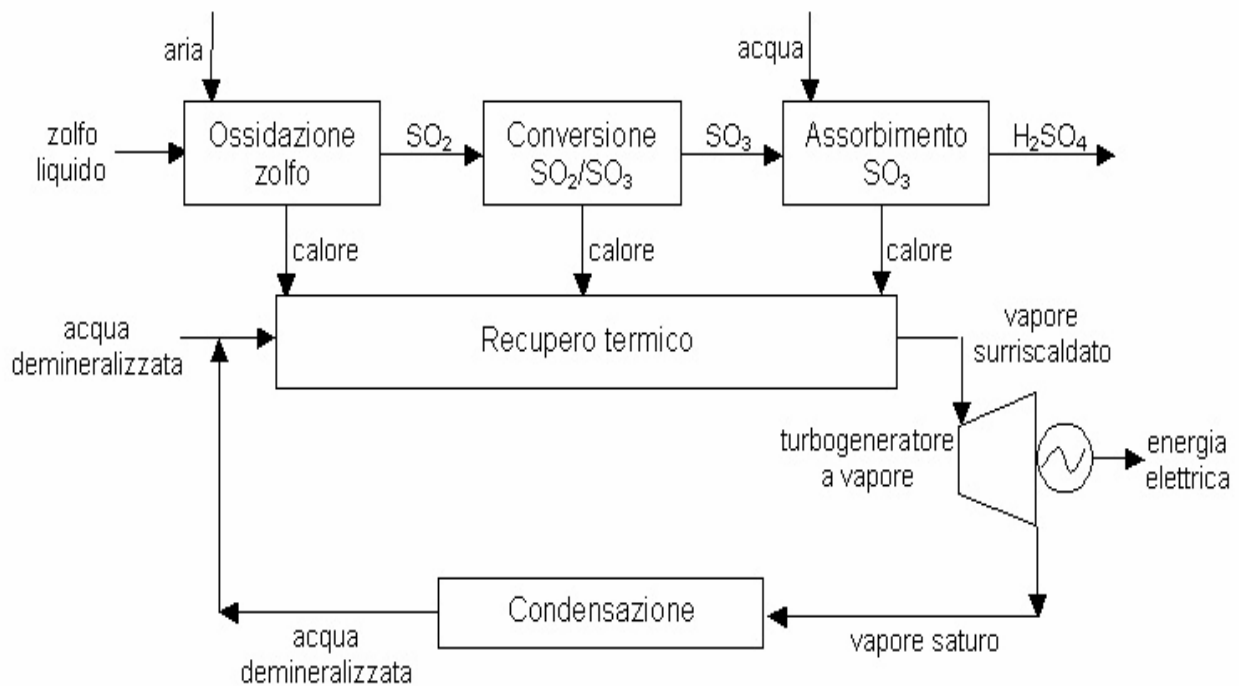 aria
acqua
zolfo
liquido
Ossidazione
zolfo
SO₂
Conversione
SO₂/SO₃
SO₃
Assorbimento
SO₃
H₂SO₄
calore
calore
calore
acqua
demineralizzata
Recupero termico
vapore
surriscaldato
turbogeneratore
a vapore
energia
elettrica
Condensazione
acqua
demineralizzata
vapore saturo